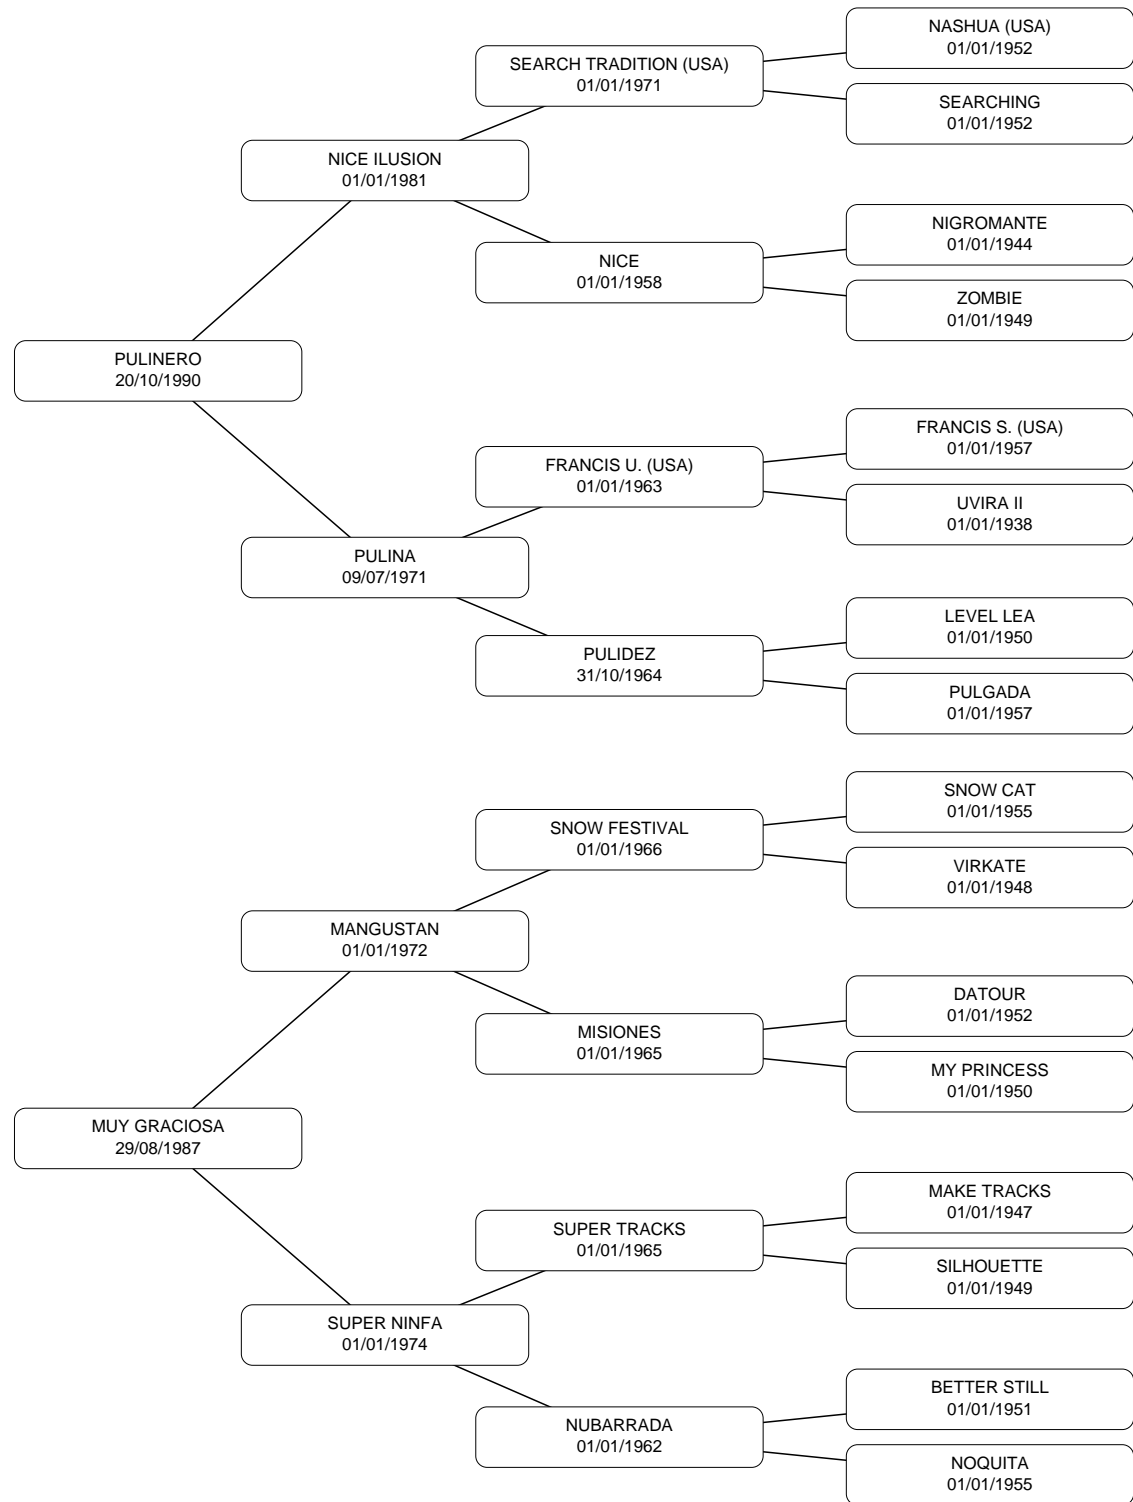 NASHUA (USA)
01/01/1952
SEARCH TRADITION (USA)
01/01/1971
SEARCHING
01/01/1952
NICE ILUSION
01/01/1981
NIGROMANTE
01/01/1944
NICE
01/01/1958
ZOMBIE
01/01/1949
PULINERO
20/10/1990
FRANCIS S. (USA)
01/01/1957
FRANCIS U. (USA)
01/01/1963
UVIRA II
01/01/1938
PULINA
09/07/1971
LEVEL LEA
01/01/1950
PULIDEZ
31/10/1964
PULGADA
01/01/1957
SNOW CAT
01/01/1955
SNOW FESTIVAL
01/01/1966
VIRKATE
01/01/1948
MANGUSTAN
01/01/1972
DATOUR
01/01/1952
MISIONES
01/01/1965
MY PRINCESS
01/01/1950
MUY GRACIOSA
29/08/1987
MAKE TRACKS
01/01/1947
SUPER TRACKS
01/01/1965
SILHOUETTE
01/01/1949
SUPER NINFA
01/01/1974
BETTER STILL
01/01/1951
NUBARRADA
01/01/1962
NOQUITA
01/01/1955